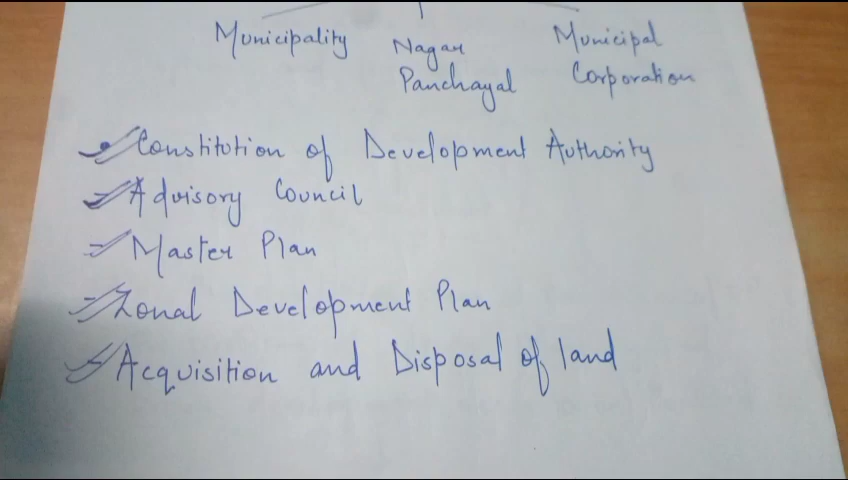 Municipality Nagar Panchayal Municipal Corporation
Constitution of Development Authority
Advisory Council
Master Plan
Zonal Development Plan
Acquisition and Disposal of land